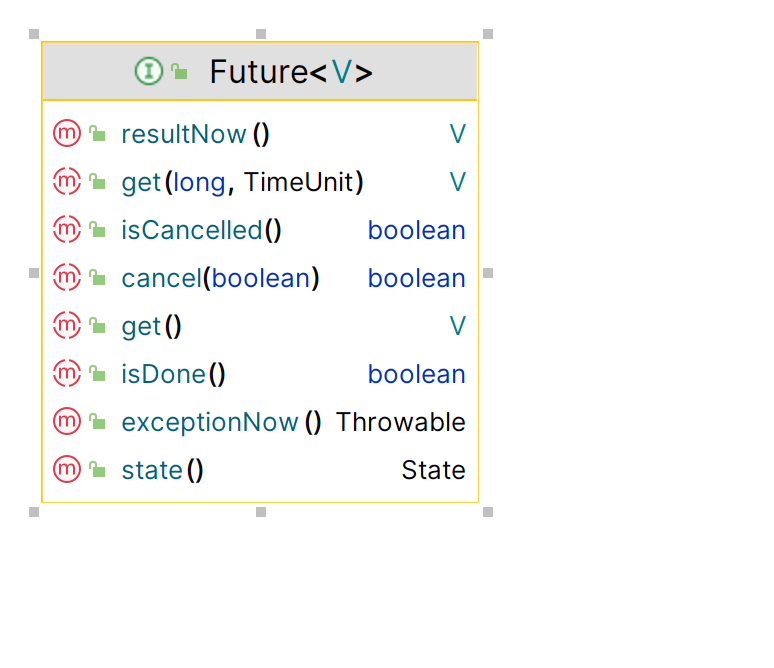 Future<V>
resultNow() V
get(long, TimeUnit) V
isCancelled() boolean
cancel(boolean) boolean
get() V
isDone() boolean
exceptionNow() Throwable
state() State